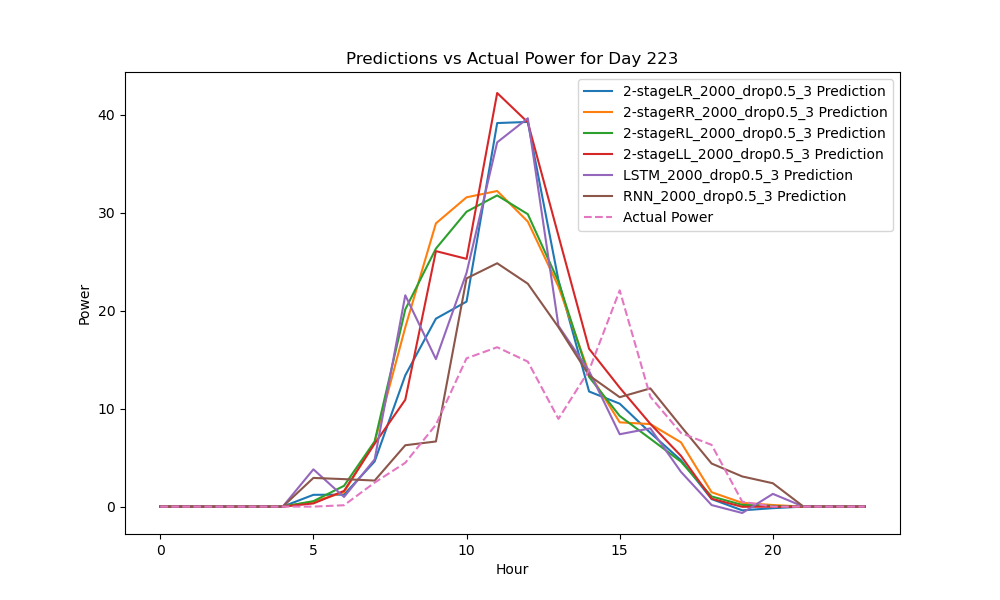 Predictions vs Actual Power for Day 223
2-stageLR_2000_drop0.5_3 Prediction
2-stageRR_2000_drop0.5_3 Prediction
2-stageRL_2000_drop0.5_3 Prediction
2-stageLL_2000_drop0.5_3 Prediction
LSTM_2000_drop0.5_3 Prediction
RNN_2000_drop0.5_3 Prediction
Actual Power
Power
40
30
20
10
0
0 5 10 15 20
Hour